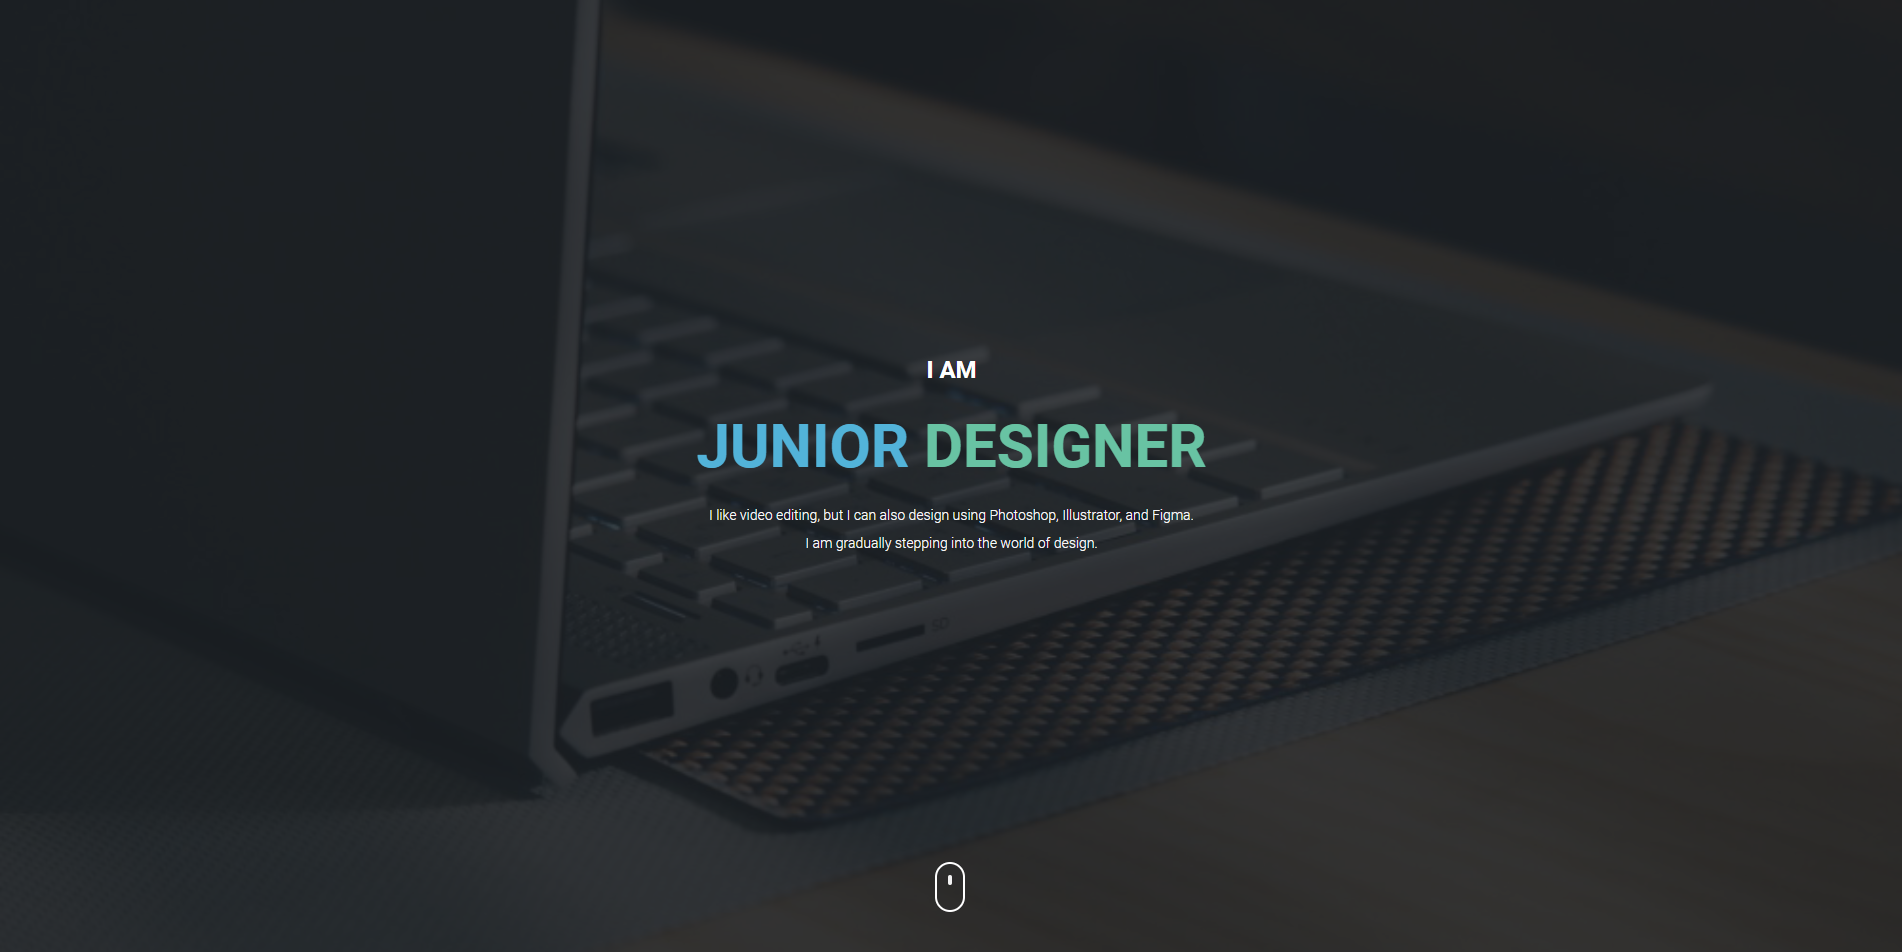 I AM
JUNIOR DESIGNER
I like video editing, but I can also design using Photoshop, Illustrator, and Figma.
I am gradually stepping into the world of design.
SD